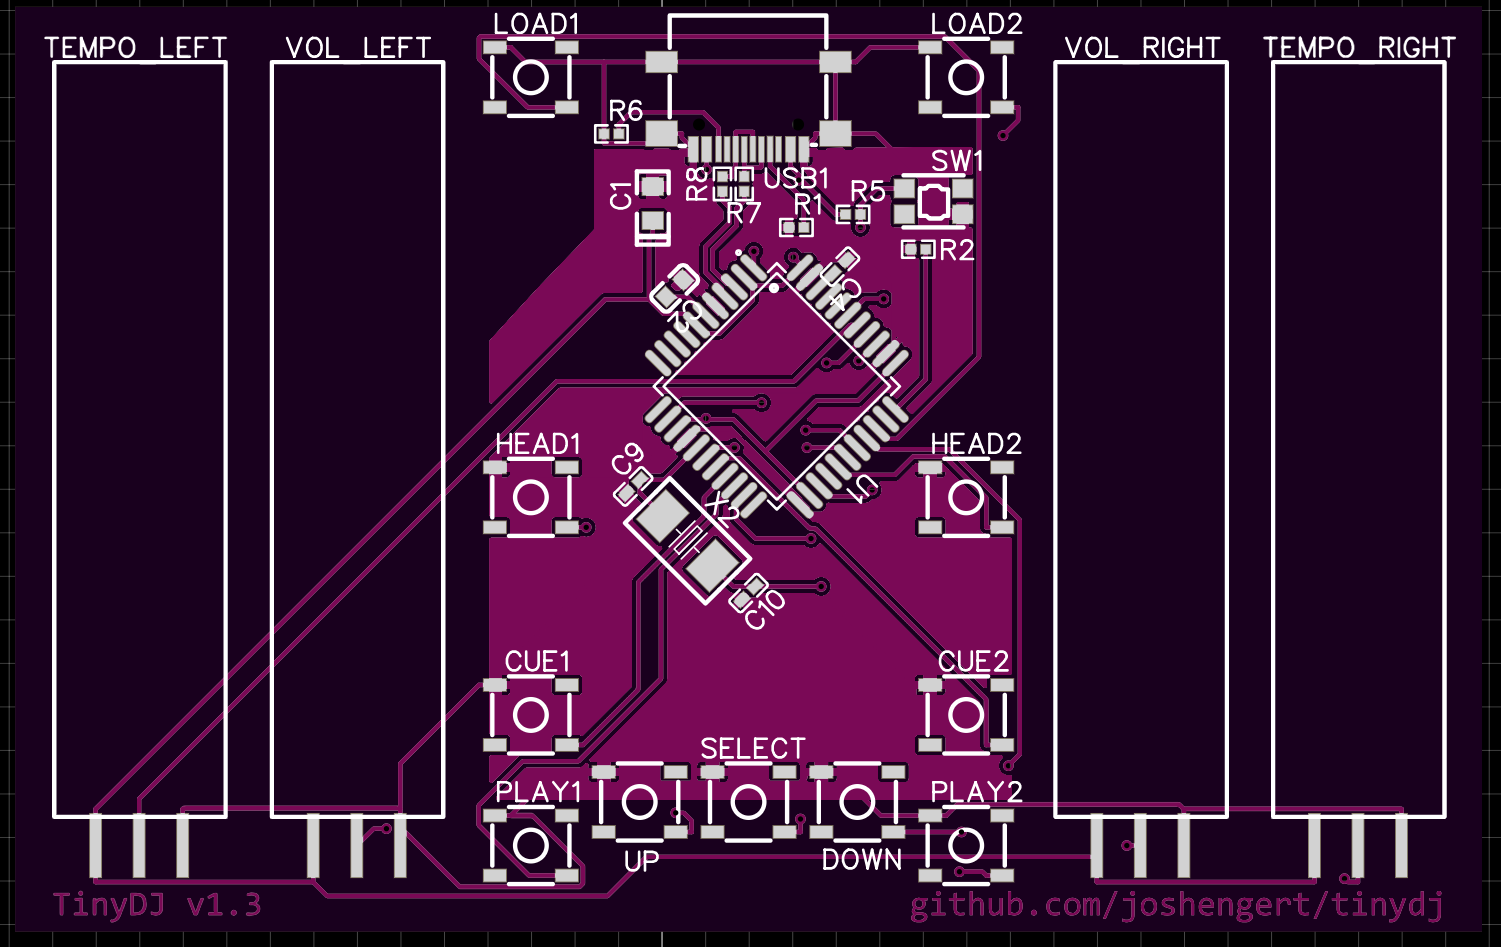 LOAD1
LOAD2
TEMPO LEFT
VOL LEFT
VOL RIGHT
TEMPO RIGHT
R6
SW1
C1
R8
USB1
R5
R7
R1
R2
C2
C4
HEAD1
HEAD2
C9
U1
X2
C10
CUE1
CUE2
SELECT
PLAY1
PLAY2
UP
DOWN
TinyDJ v1.3
github.com/joshengert/tinydj